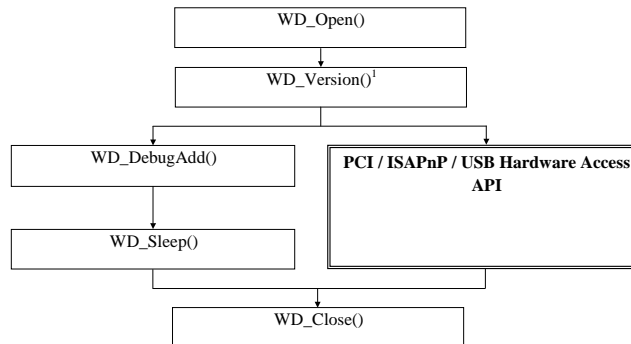 WD_Open()
WD_Version()¹
WD_DebugAdd()
PCI / ISAPnP / USB Hardware Access
API
WD_Sleep()
WD_Close()